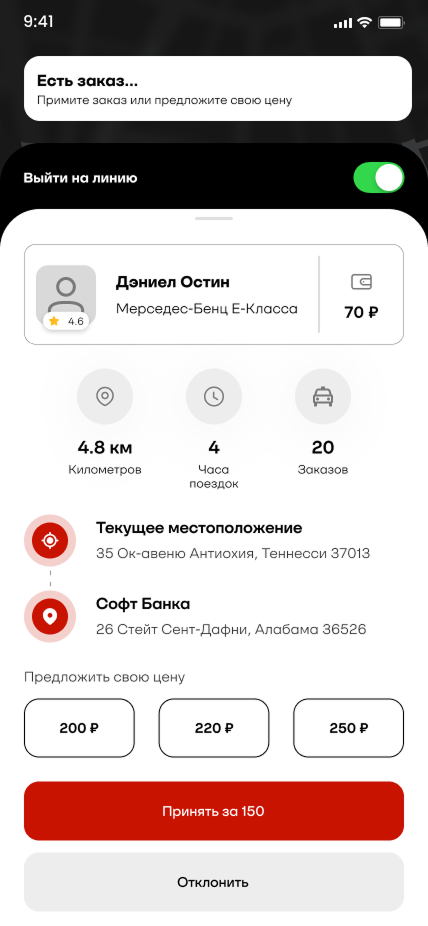 9:41
Есть заказ...
Примите заказ или предложите свою цену
Выйти на линию
Дэниел Остин
Мерседес-Бенц Е-Класса
4.6
70 ₽
4.8 км
Километров
4
Часа
поездок
20
Заказов
Текущее местоположение
35 Ок-авеню Антиохия, Теннесси 37013
Софт Банка
26 Стейт Сент-Дафни, Алабама 36526
Предложить свою цену
200 ₽
220 ₽
250 ₽
Принять за 150
Отклонить